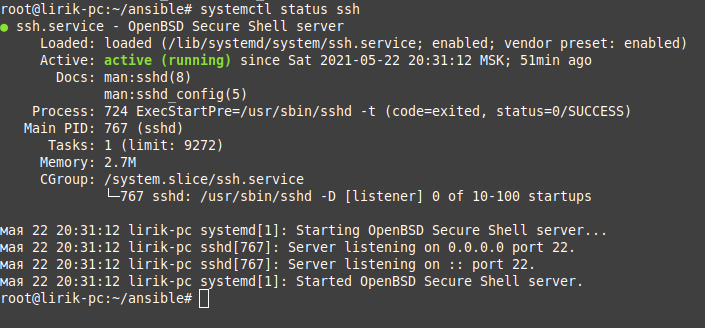 root@lirik-pc:~/ansible# systemctl status ssh
● ssh.service - OpenBSD Secure Shell server
Loaded: loaded (/lib/systemd/system/ssh.service; enabled; vendor preset: enabled)
Active: active (running) since Sat 2021-05-22 20:31:12 MSK; 51min ago
Docs: man:sshd(8)
man:sshd_config(5)
Process: 724 ExecStartPre=/usr/sbin/sshd -t (code=exited, status=0/SUCCESS)
Main PID: 767 (sshd)
Tasks: 1 (limit: 9272)
Memory: 2.7M
CGroup: /system.slice/ssh.service
└─767 sshd: /usr/sbin/sshd -D [listener] 0 of 10-100 startups
мая 22 20:31:12 lirik-pc systemd[1]: Starting OpenBSD Secure Shell server...
мая 22 20:31:12 lirik-pc sshd[767]: Server listening on 0.0.0.0 port 22.
мая 22 20:31:12 lirik-pc sshd[767]: Server listening on :: port 22.
мая 22 20:31:12 lirik-pc systemd[1]: Started OpenBSD Secure Shell server.
root@lirik-pc:~/ansible#